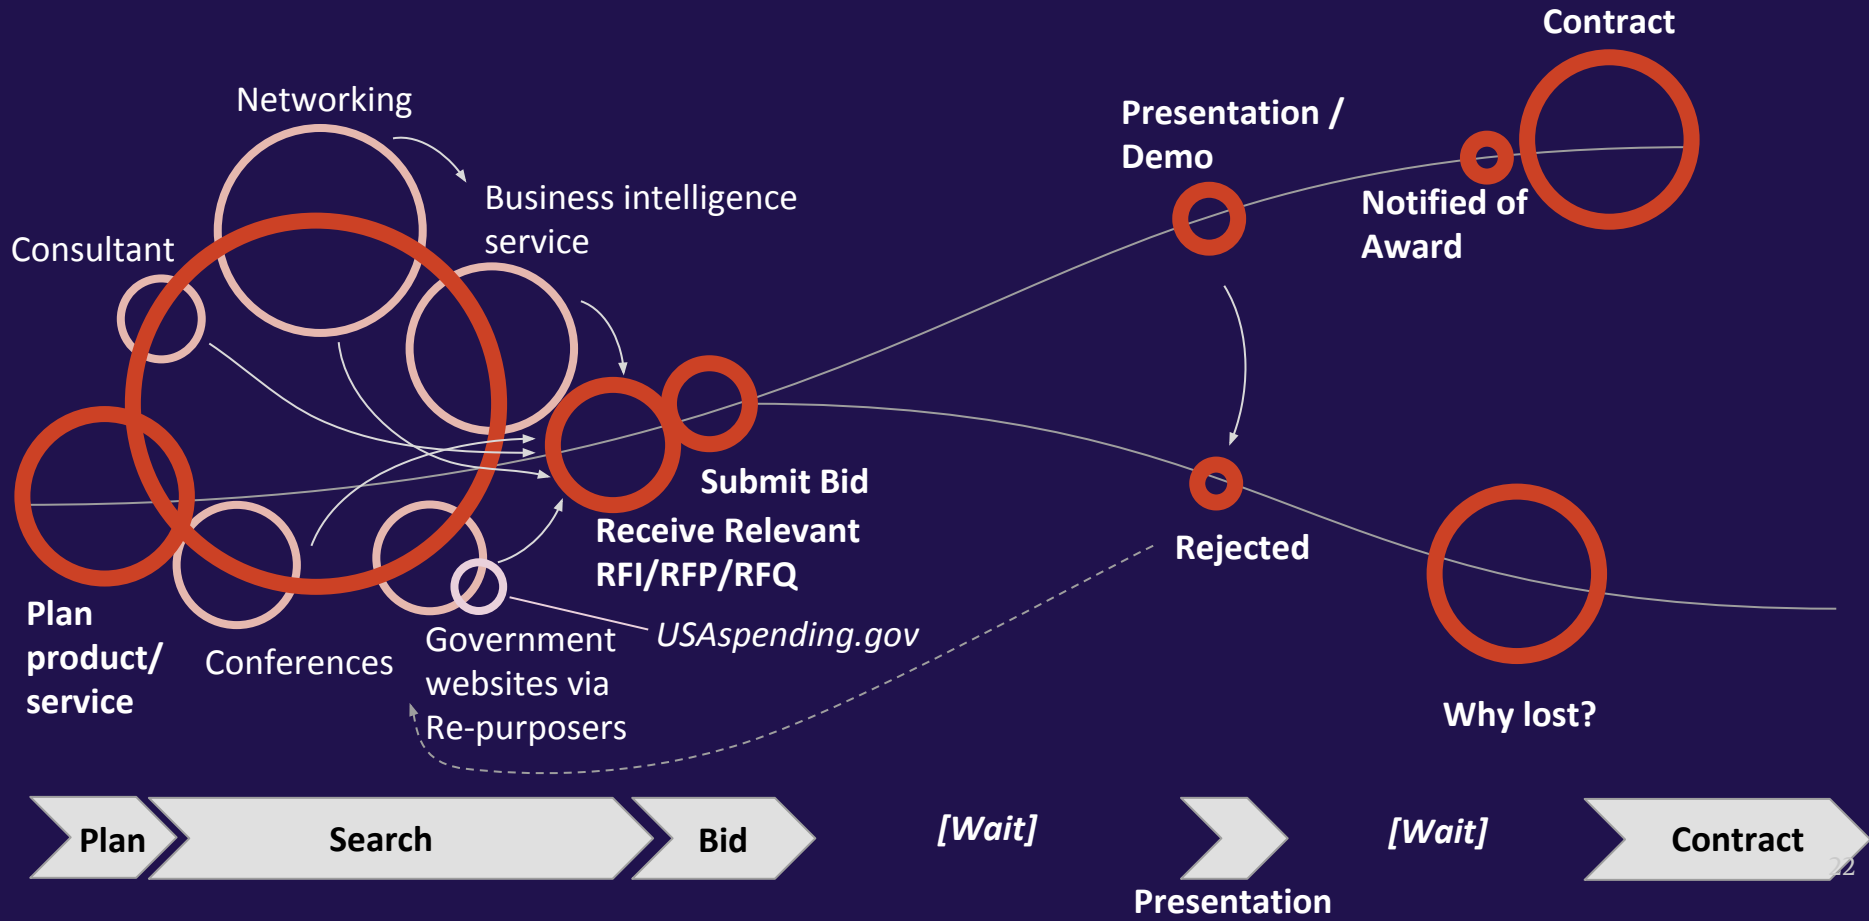 Contract
Networking
Presentation /
Demo
Business intelligence
service
Notified of
Award
Consultant
Submit Bid
Receive Relevant
RFI/RFP/RFQ
Rejected
Plan
product/
service
Conferences
Government
websites via
Re-purposers
USAspending.gov
Why lost?
Plan
Search
Bid
[Wait]
Presentation
[Wait]
Contract
22